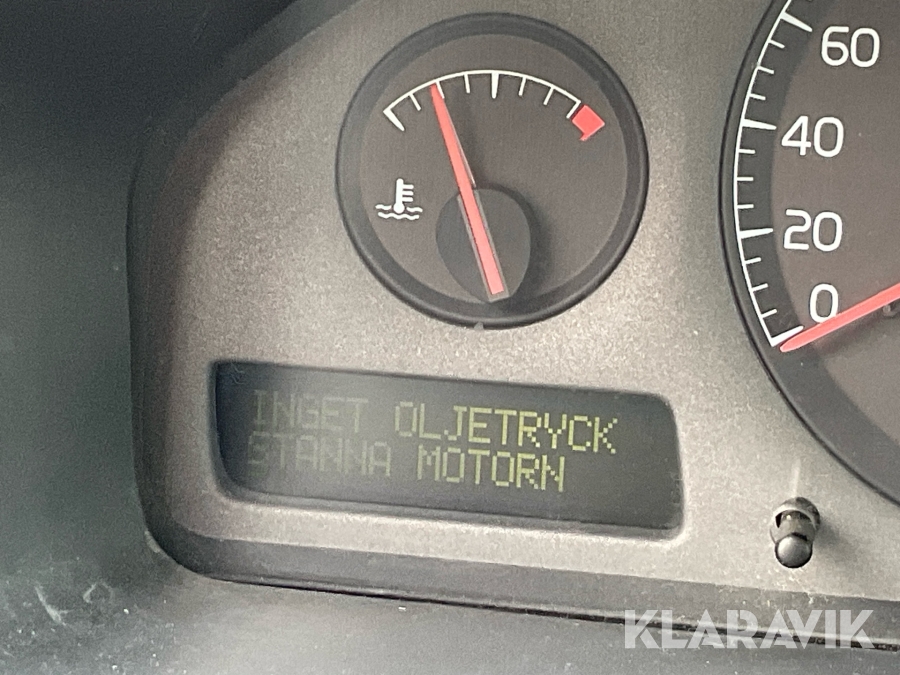 60
40
20
0
INGET OLJETRYCK
STANNA MOTORN
KLARAVIK